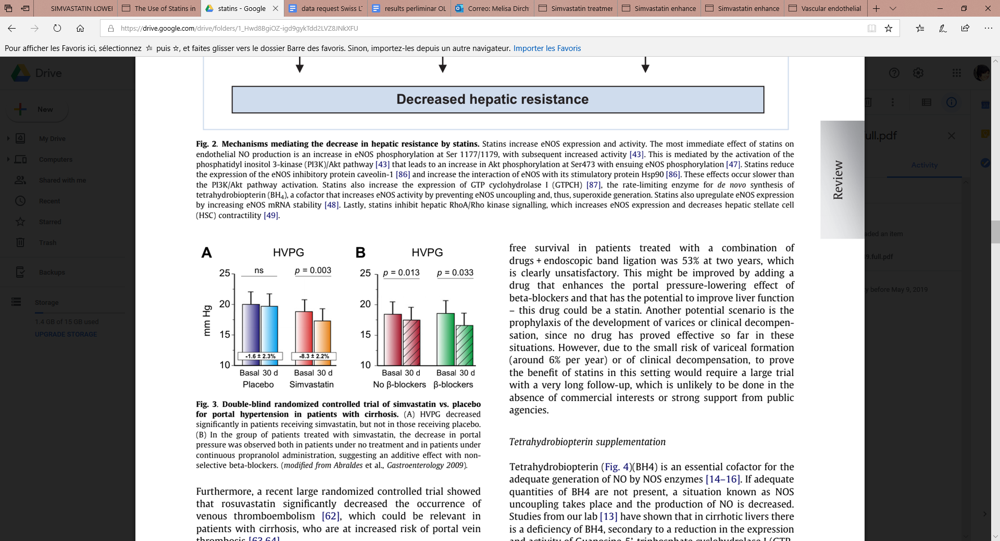 SIMVASTATIN LOWEI
The Use of Statins in
statins - Google
data request Swiss L
results perliminar OL
Correo: Melisa Dirch
Simvastatin treatmer
Simvastatin enhance
Simvastatin enhance
Vascular endothelial
https://drive.google.com/drive/folders/1_Hwd8BgiOZ-igd9gykTdd2LVZ8JNkXFU
Pour afficher les Favoris ici, sélectionnez ☆ puis ☆, et faites glisser vers le dossier Barre des favoris. Sinon, importez-les depuis un autre navigateur. Importer les Favoris
Drive
New
My Drive
Computers
Shared with me
Recent
Starred
Trash
Backups
Storage
1.4 GB of 15 GB used
UPGRADE STORAGE
Decreased hepatic resistance
Fig. 2. Mechanisms mediating the decrease in hepatic resistance by statins. Statins increase eNOS expression and activity. The most immediate effect of statins on
endothelial NO production is an increase in eNOS phosphorylation at Ser 1177/1179, with subsequent increased activity [43]. This is mediated by the activation of the
phosphatidyl inositol 3-kinase (PI3K)/Akt pathway [43] that leads to an increase in Akt phosphorylation at Ser473 with ensuing eNOS phosphorylation [47]. Statins reduce
the expression of the eNOS inhibitory protein caveolin-1 [86] and increase the interaction of eNOS with its stimulatory protein Hsp90 [86]. These effects occur slower than
the PI3K/Akt pathway activation. Statins also increase the expression of GTP cyclohydrolase I (GTPCH) [87], the rate-limiting enzyme for de novo synthesis of
tetrahydrobiopterin (BH4), a cofactor that increases eNOS activity by preventing eNOS uncoupling and, thus, superoxide generation. Statins also upregulate eNOS expression
by increasing eNOS mRNA stability [48]. Lastly, statins inhibit hepatic RhoA/Rho kinase signalling, which increases eNOS expression and decreases hepatic stellate cell
(HSC) contractility [49].
A HVPG
mm Hg
25
20
15
10
ns
p = 0.003
-1.6 ± 2.3%
-8.3 ± 2.2%
Basal 30 d Basal 30 d
Placebo Simvastatin
B HVPG
25
20
15
10
p = 0.013
p = 0.033
Basal 30 d Basal 30 d
No β-blockers β-blockers
Fig. 3. Double-blind randomized controlled trial of simvastatin vs. placebo
for portal hypertension in patients with cirrhosis. (A) HVPG decreased
significantly in patients receiving simvastatin, but not in those receiving placebo.
(B) In the group of patients treated with simvastatin, the decrease in portal
pressure was observed both in patients under no treatment and in patients under
continuous propranolol administration, suggesting an additive effect with non-
selective beta-blockers. (modified from Abraldes et al., Gastroenterology 2009).
Furthermore, a recent large randomized controlled trial showed
that rosuvastatin significantly decreased the occurrence of
venous thromboembolism [62], which could be relevant in
patients with cirrhosis, who are at increased risk of portal vein
thrombosis [63,64].
free survival in patients treated with a combination of
drugs + endoscopic band ligation was 53% at two years, which
is clearly unsatisfactory. This might be improved by adding a
drug that enhances the portal pressure-lowering effect of
beta-blockers and that has the potential to improve liver function
– this drug could be a statin. Another potential scenario is the
prophylaxis of the development of varices or clinical decompen-
sation, since no drug has proved effective so far in these
situations. However, due to the small risk of variceal formation
(around 6% per year) or of clinical decompensation, to prove
the benefit of statins in this setting would require a large trial
with a very long follow-up, which is unlikely to be done in the
absence of commercial interests or strong support from public
agencies.
Tetrahydrobiopterin supplementation
Tetrahydrobiopterin (Fig. 4)(BH4) is an essential cofactor for the
adequate generation of NO by NOS enzymes [14–16]. If adequate
quantities of BH4 are not present, a situation known as NOS
uncoupling takes place and the production of NO is decreased.
Studies from our lab [13] have shown that in cirrhotic livers there
is a deficiency of BH4, secondary to a reduction in the expression
and activity of Guanosine-5'-triphosphate cyclohydrolase I (GTP-
Review
ull.pdf
Activity
aded an item
9.full.pdf
y before May 9, 2019